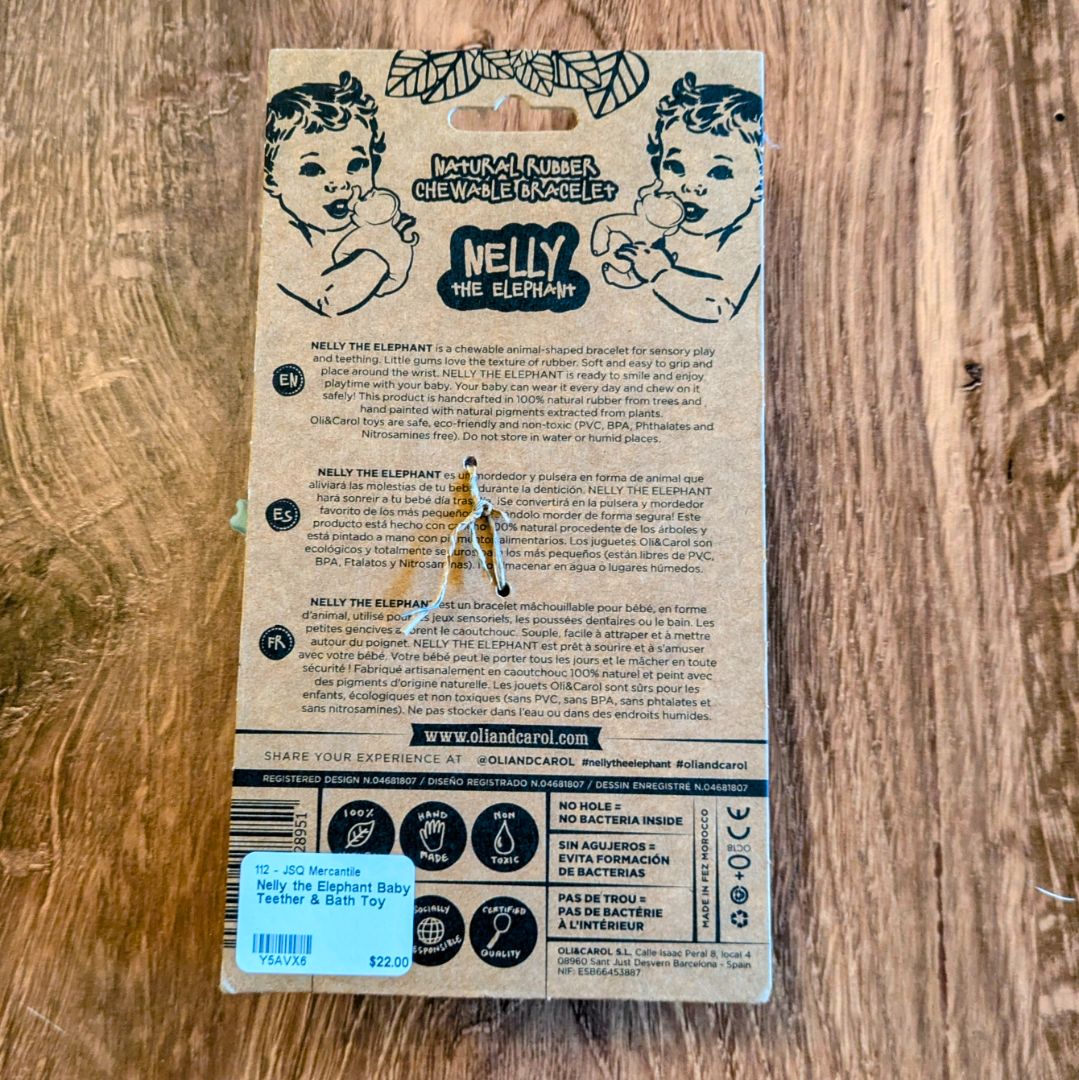 NATURAL RUBBER
CHEWABLE BRACELET
NELLY
THE ELEPHANT
EN
NELLY THE ELEPHANT is a chewable animal-shaped bracelet for sensory play
and teething. Little gums love the texture of rubber. Soft and easy to grip and
place around the wrist. NELLY THE ELEPHANT is ready to smile and enjoy
playtime with your baby. Your baby can wear it every day and chew on it
safely! This product is handcrafted in 100% natural rubber from trees and
hand painted with natural pigments extracted from plants.
Oli&Carol toys are safe, eco-friendly and non-toxic (PVC, BPA, Phthalates and
Nitrosamines free). Do not store in water or humid places.
ES
NELLY THE ELEPHANT es un mordedor y pulsera en forma de animal que
aliviará las molestias de tu bebé durante la dentición. NELLY THE ELEPHANT
hará sonreir a tu bebé día tras ¡Se convertirá en la pulsera y mordedor
favorito de los más pequeño morder de forma segura! Este
producto está hecho con 100% natural procedente de los árboles y
está pintado a mano con alimentarios. Los juguetes Oli&Carol son
ecológicos y totalmente los más pequeños (están libres de PVC,
BPA, Ftalatos y Nitrosaminas). en agua o lugares húmedos.
FR
NELLY THE ELEPHANT est un bracelet mâchouillable pour bébé, en forme
d'animal, utilisé pour jeux sensoriels, les poussées dentaires ou le bain. Les
petites gencives adorent le caoutchouc. Souple, facile à attraper et à mettre
autour du poignet. NELLY THE ELEPHANT est prêt à sourire et à s'amuser
avec votre bébé. Votre bébé peut le porter tous les jours et le mâcher en toute
sécurité ! Fabriqué artisanalement en caoutchouc 100% naturel et peint avec
des pigments d'origine naturelle. Les jouets Oli&Carol sont sûrs pour les
enfants, écologiques et non toxiques (sans PVC, sans BPA, sans phtalates et
sans nitrosamines). Ne pas stocker dans l'eau ou dans des endroits humides.
www.oliandcarol.com
SHARE YOUR EXPERIENCE AT @OLIANDCAROL #nellytheelephant #oliandcarol
REGISTERED DESIGN N.04681807 / DISEÑO REGISTRADO N.04681807 / DESSIN ENREGISTRÉ N.04681807
28951
100%
HAND
MADE
NON
TOXIC
SOCIALLY
RESPONSIBLE
CERTIFIED
QUALITY
NO HOLE =
NO BACTERIA INSIDE
SIN AGUJEROS =
EVITA FORMACIÓN
DE BACTERIAS
PAS DE TROU =
PAS DE BACTÉRIE
À L'INTÉRIEUR
MADE IN FEZ MOROCCO
CE
OC18
+0
OLI&CAROL S.L, Calle Isaac Peral 8, local 4
08960 Sant Just Desvern Barcelona - Spain
NIF: ESB66453887
112 - JSQ Mercantile
Nelly the Elephant Baby
Teether & Bath Toy
Y5AVX6
$22.00